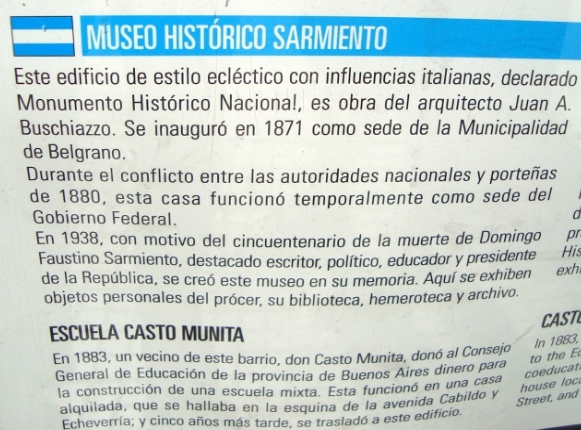 MUSEO HISTÓRICO SARMIENTO
Este edificio de estilo ecléctico con influencias italianas, declarado
Monumento Histórico Nacional, es obra del arquitecto Juan A.
Buschiazzo. Se inauguró en 1871 como sede de la Municipalidad
de Belgrano.
Durante el conflicto entre las autoridades nacionales y porteñas
de 1880, esta casa funcionó temporalmente como sede del
Gobierno Federal.
En 1938, con motivo del cincuentenario de la muerte de Domingo
Faustino Sarmiento, destacado escritor, político, educador y presidente
de la República, se creó este museo en su memoria. Aquí se exhiben
objetos personales del prócer, su biblioteca, hemeroteca y archivo.
ESCUELA CASTO MUNITA
En 1883, un vecino de este barrio, don Casto Munita, donó al Consejo
General de Educación de la provincia de Buenos Aires dinero para
la construcción de una escuela mixta. Esta funcionó en una casa
alquilada, que se hallaba en la esquina de la avenida Cabildo y
Echeverría; y cinco años más tarde, se trasladó a este edificio.
In 1883,
to the
house
Street, and